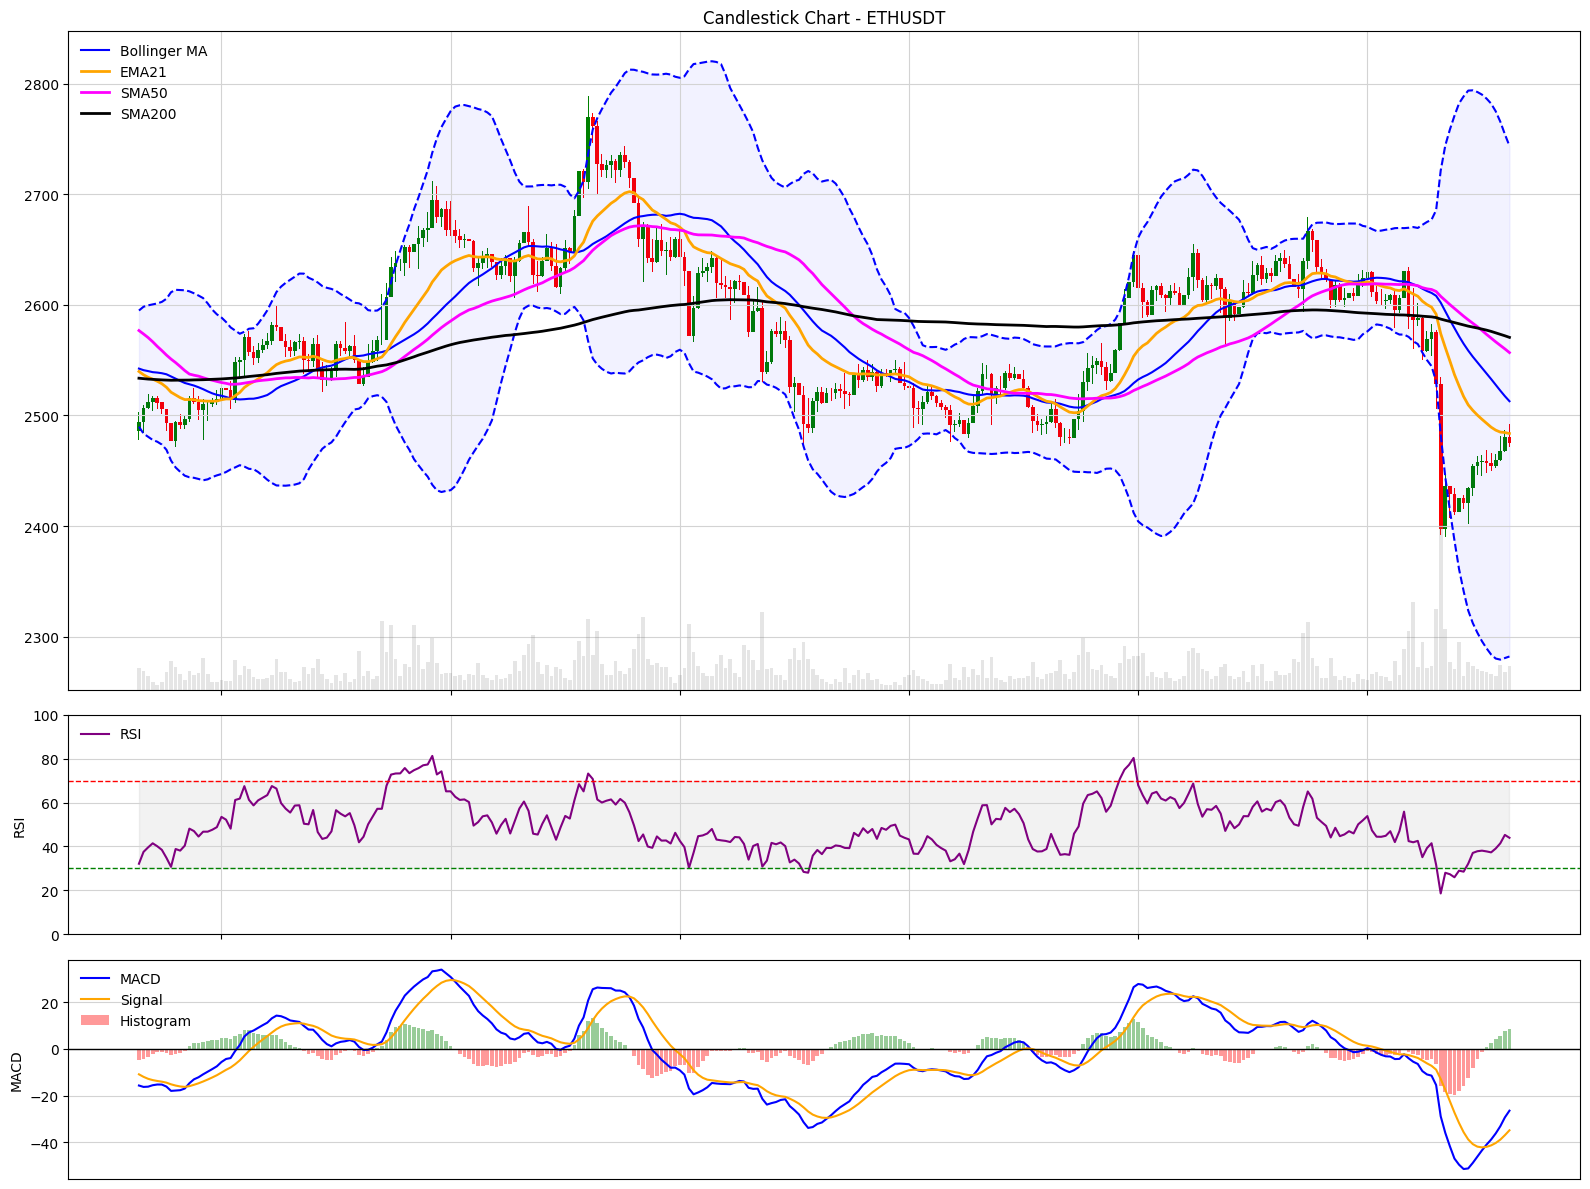 Candlestick Chart - ETHUSDT
Bollinger MA
EMA21
SMA50
SMA200
2800
2700
2600
2500
2400
2300
100
80
60
40
20
0
RSI
RSI
20
0
−20
−40
MACD
MACD
Signal
Histogram